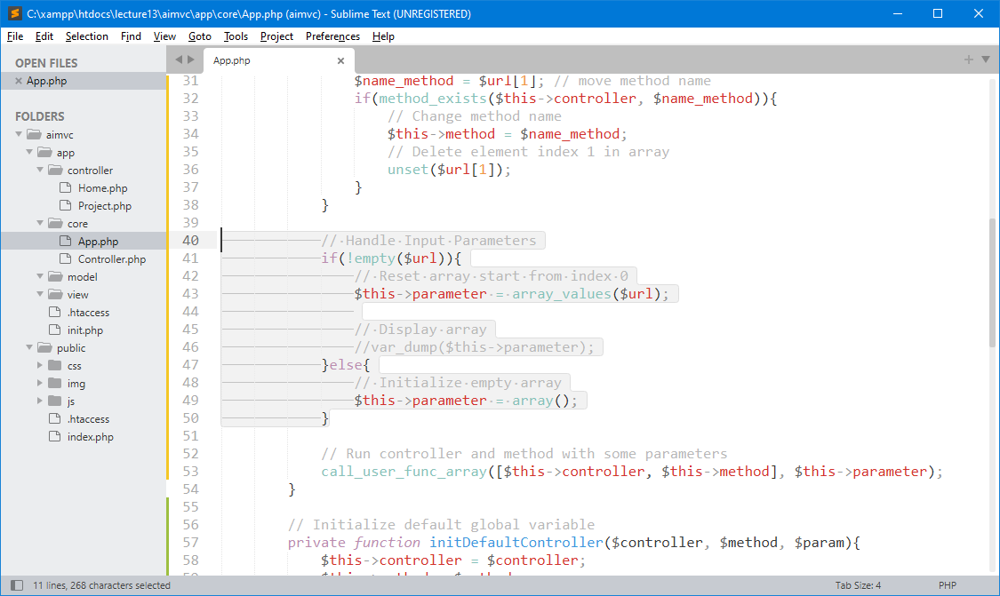 C:\xampp\htdocs\lecture13\aimvc\app\core\App.php (aimvc) - Sublime Text (UNREGISTERED)
File Edit Selection Find View Goto Tools Project Preferences Help
OPEN FILES
App.php
FOLDERS
aimvc
app
controller
Home.php
Project.php
core
App.php
Controller.php
model
view
.htaccess
init.php
public
css
img
js
.htaccess
index.php
App.php
31 $name_method = $url[1]; // move method name
32 if(method_exists($this->controller, $name_method)){
33 // Change method name
34 $this->method = $name_method;
35 // Delete element index 1 in array
36 unset($url[1]);
37 }
38 }
39
40 // Handle Input Parameters
41 if(!empty($url)){
42 // Reset array start from index 0
43 $this->parameter = array_values($url);
44
45 // Display array
46 //var_dump($this->parameter);
47 }else{
48 // Initialize empty array
49 $this->parameter = array();
50 }
51
52 // Run controller and method with some parameters
53 call_user_func_array([$this->controller, $this->method], $this->parameter);
54 }
55
56 // Initialize default global variable
57 private function initDefaultController($controller, $method, $param){
58 $this->controller = $controller;
11 lines, 268 characters selected
Tab Size: 4
PHP